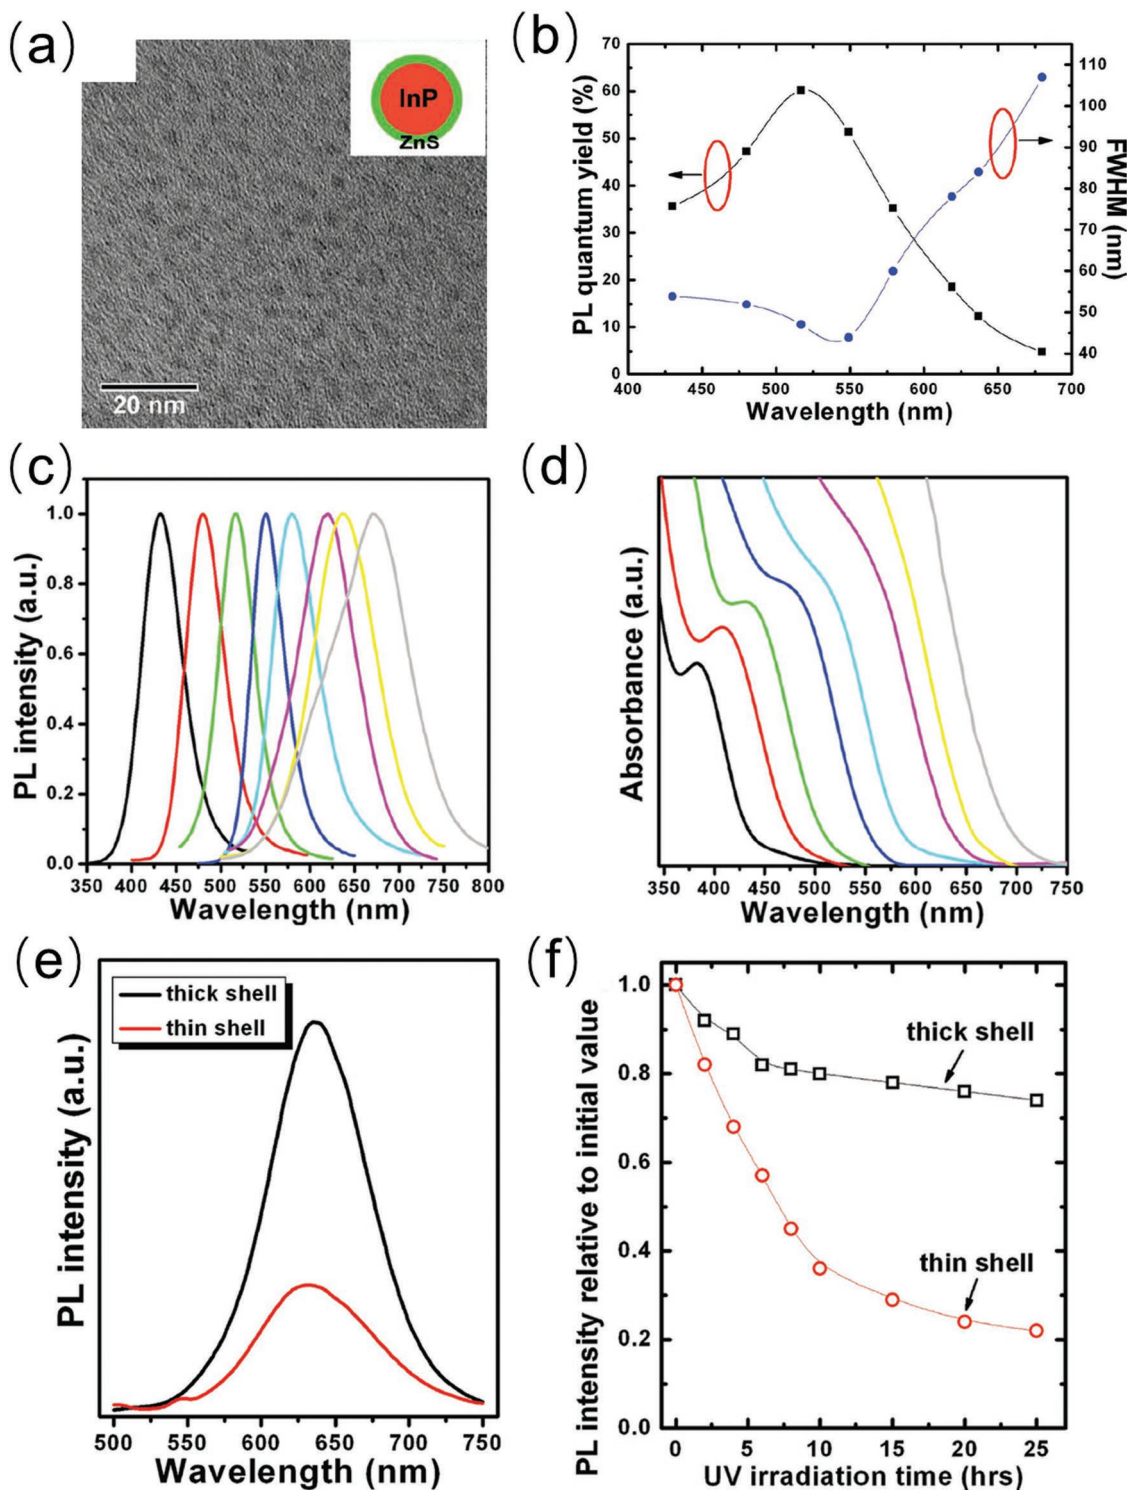 (a)
InP
ZnS
20 nm
(b)
70
60
50
40
30
20
10
0
PL quantum yield (%)
110
100
90
80
70
60
50
40
FWHM (nm)
400 450 500 550 600 650 700
Wavelength (nm)
(c)
1.0
0.8
0.6
0.4
0.2
0.0
PL intensity (a.u.)
350 400 450 500 550 600 650 700 750 800
Wavelength (nm)
(d)
Absorbance (a.u.)
350 400 450 500 550 600 650 700 750
Wavelength (nm)
(e)
thick shell
thin shell
PL intensity (a.u.)
500 550 600 650 700 750
Wavelength (nm)
(f)
1.0
0.8
0.6
0.4
0.2
0.0
PL intensity relative to initial value
thick shell
thin shell
0 5 10 15 20 25
UV irradiation time (hrs)